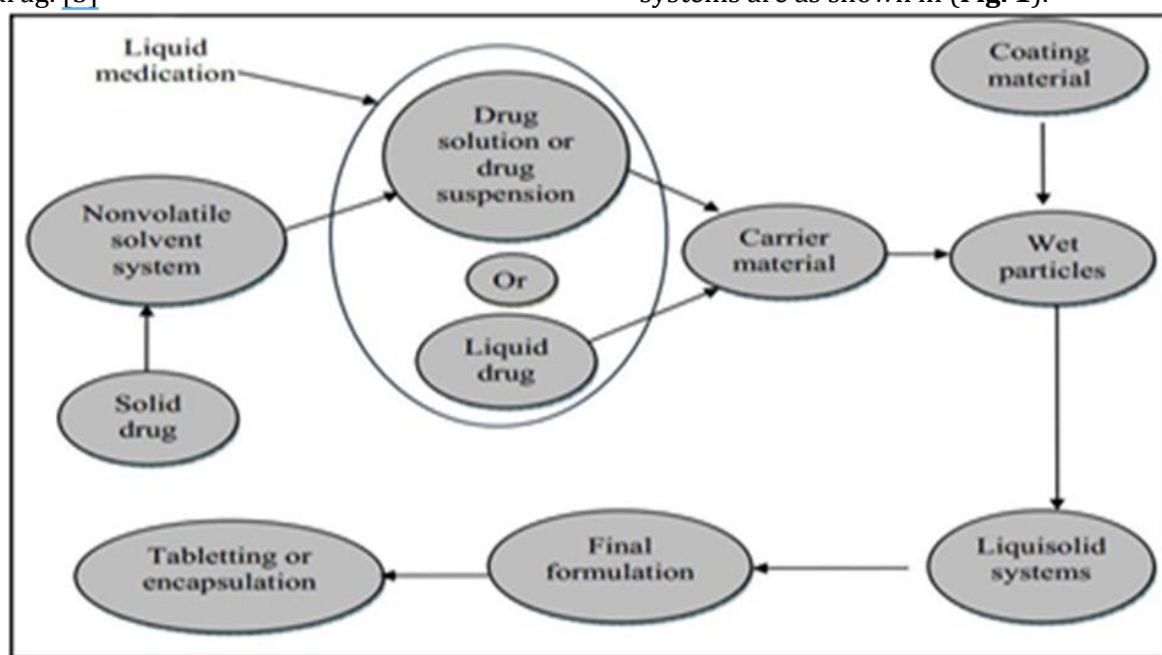 drug. [5]
systems are as shown in (Fig. 1).
Liquid
medication
Drug
solution or
drug
suspension
Coating
material
Nonvolatile
solvent
system
Carrier
material
Wet
particles
Or
Liquid
drug
Solid
drug
Tabletting or
encapsulation
Final
formulation
Liquisolid
systems